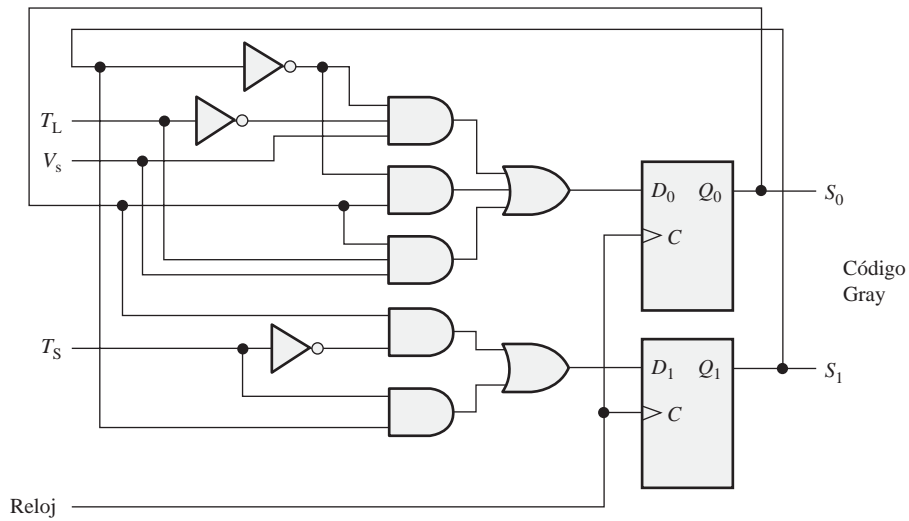 T_L
V_s
D_0 Q_0
S_0
C
Código
Gray
T_S
D_1 Q_1
S_1
C
Reloj